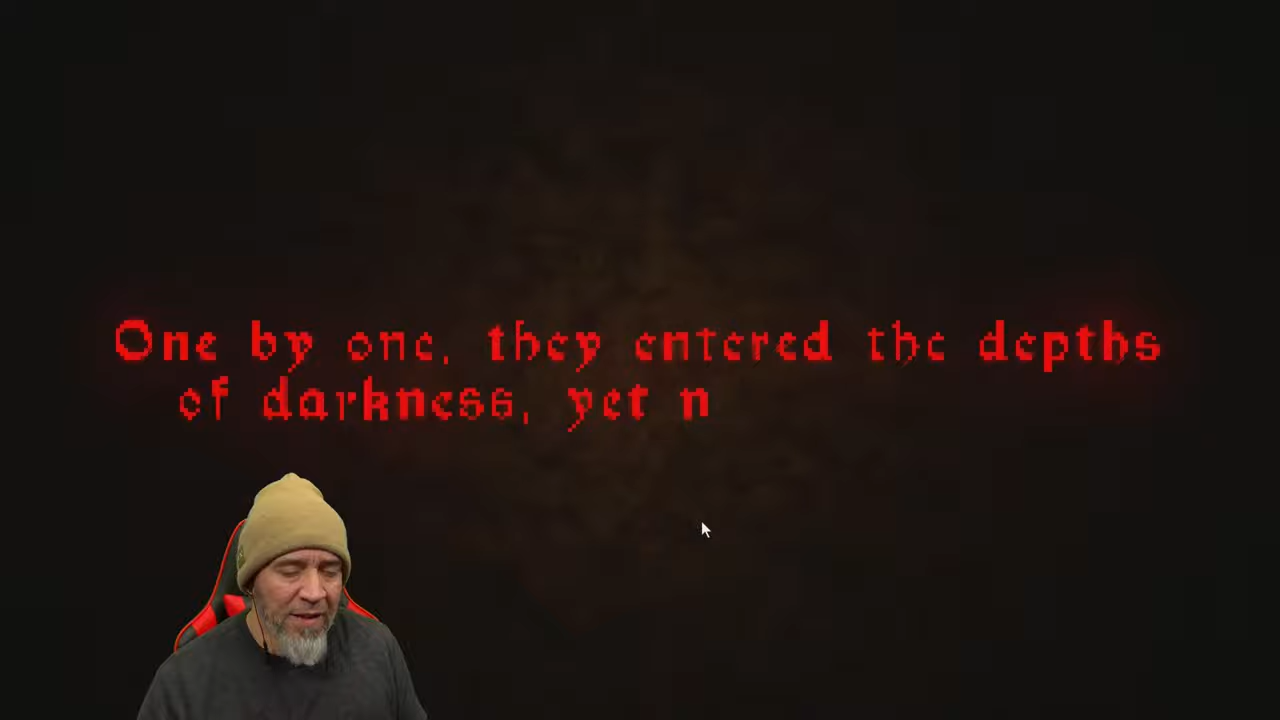 One by one, they entered the depths
of darkness, yet n